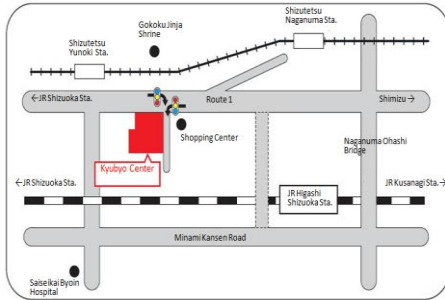 Shizutetsu
Naganuma Sta.
Gokoku Jinja
Shrine
Shizutetsu
Yunoki Sta.
←JR Shizuoka Sta.
Route 1
Shimizu→
Shopping Center
Naganuma Ohashi
Bridge
Kyubyo Center
←JR Shizuoka Sta.
JR Higashi
Shizuoka Sta.
JR Kusanagi Sta.→
Minami Kansen Road
Saiseikai Byoin
Hospital